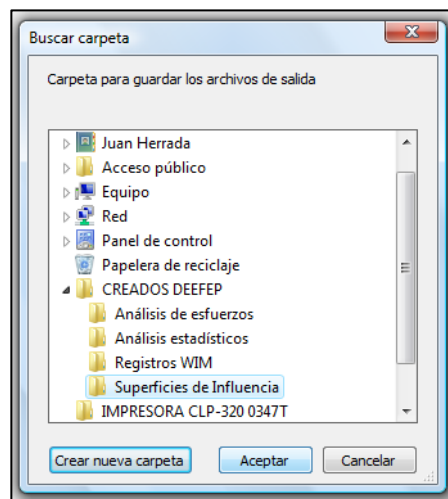 Buscar carpeta
Carpeta para guardar los archivos de salida
Juan Herrada
Acceso público
Equipo
Red
Panel de control
Papelera de reciclaje
CREADOS DEEFEP
Análisis de esfuerzos
Análisis estadísticos
Registros WIM
Superficies de Influencia
IMPRESORA CLP-320 0347T
Crear nueva carpeta Aceptar Cancelar